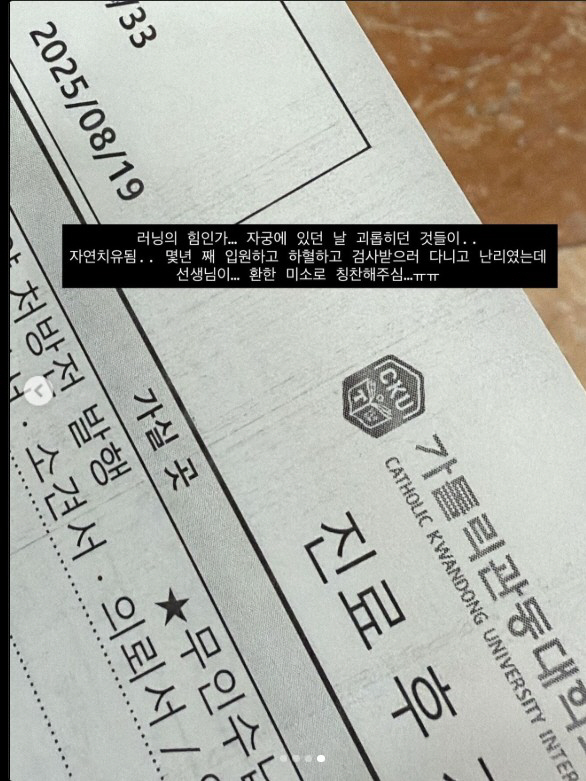 /33
2025/08/19
러닝의 힘인가... 자궁에 있던 날 괴롭히던 것들이..
자연치유됨.. 몇년 째 입원하고 하혈하고 검사받으러 다니고 난리였는데
선생님이... 환한 미소로 칭찬해주심...ㅠㅠ
처방전 발행
소견서 · 의뢰서 /
가실 곳
★무인수납
CKU
가톨릭관동대학
CATHOLIC KWANDONG UNIVERSITY INTER
진료 후